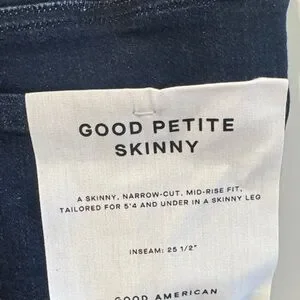 GOOD PETITE
SKINNY
A SKINNY, NARROW-CUT, MID-RISE FIT,
TAILORED FOR 5'4 AND UNDER IN A SKINNY LEG
INSEAM: 25 1/2"
GOOD AMERICAN